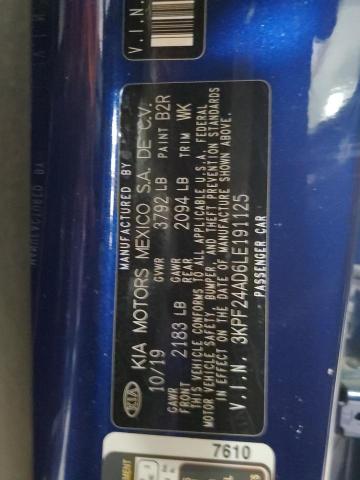 MANUFACTURED BY
KIA KIA MOTORS MEXICO S.A. DE C.V.
10/19 GVWR 3792 LB PAINT B2R
GAWR FRONT 2183 LB GAWR REAR 2094 LB TRIM WK
THIS VEHICLE CONFORMS TO ALL APPLICABLE U.S.A. FEDERAL
MOTOR VEHICLE SAFETY, BUMPER, AND THEFT PREVENTION STANDARDS
IN EFFECT ON THE DATE OF MANUFACTURE SHOWN ABOVE.
V.I.N. 3KPF24AD6LE191125
PASSENGER CAR
V.I.N.
7610